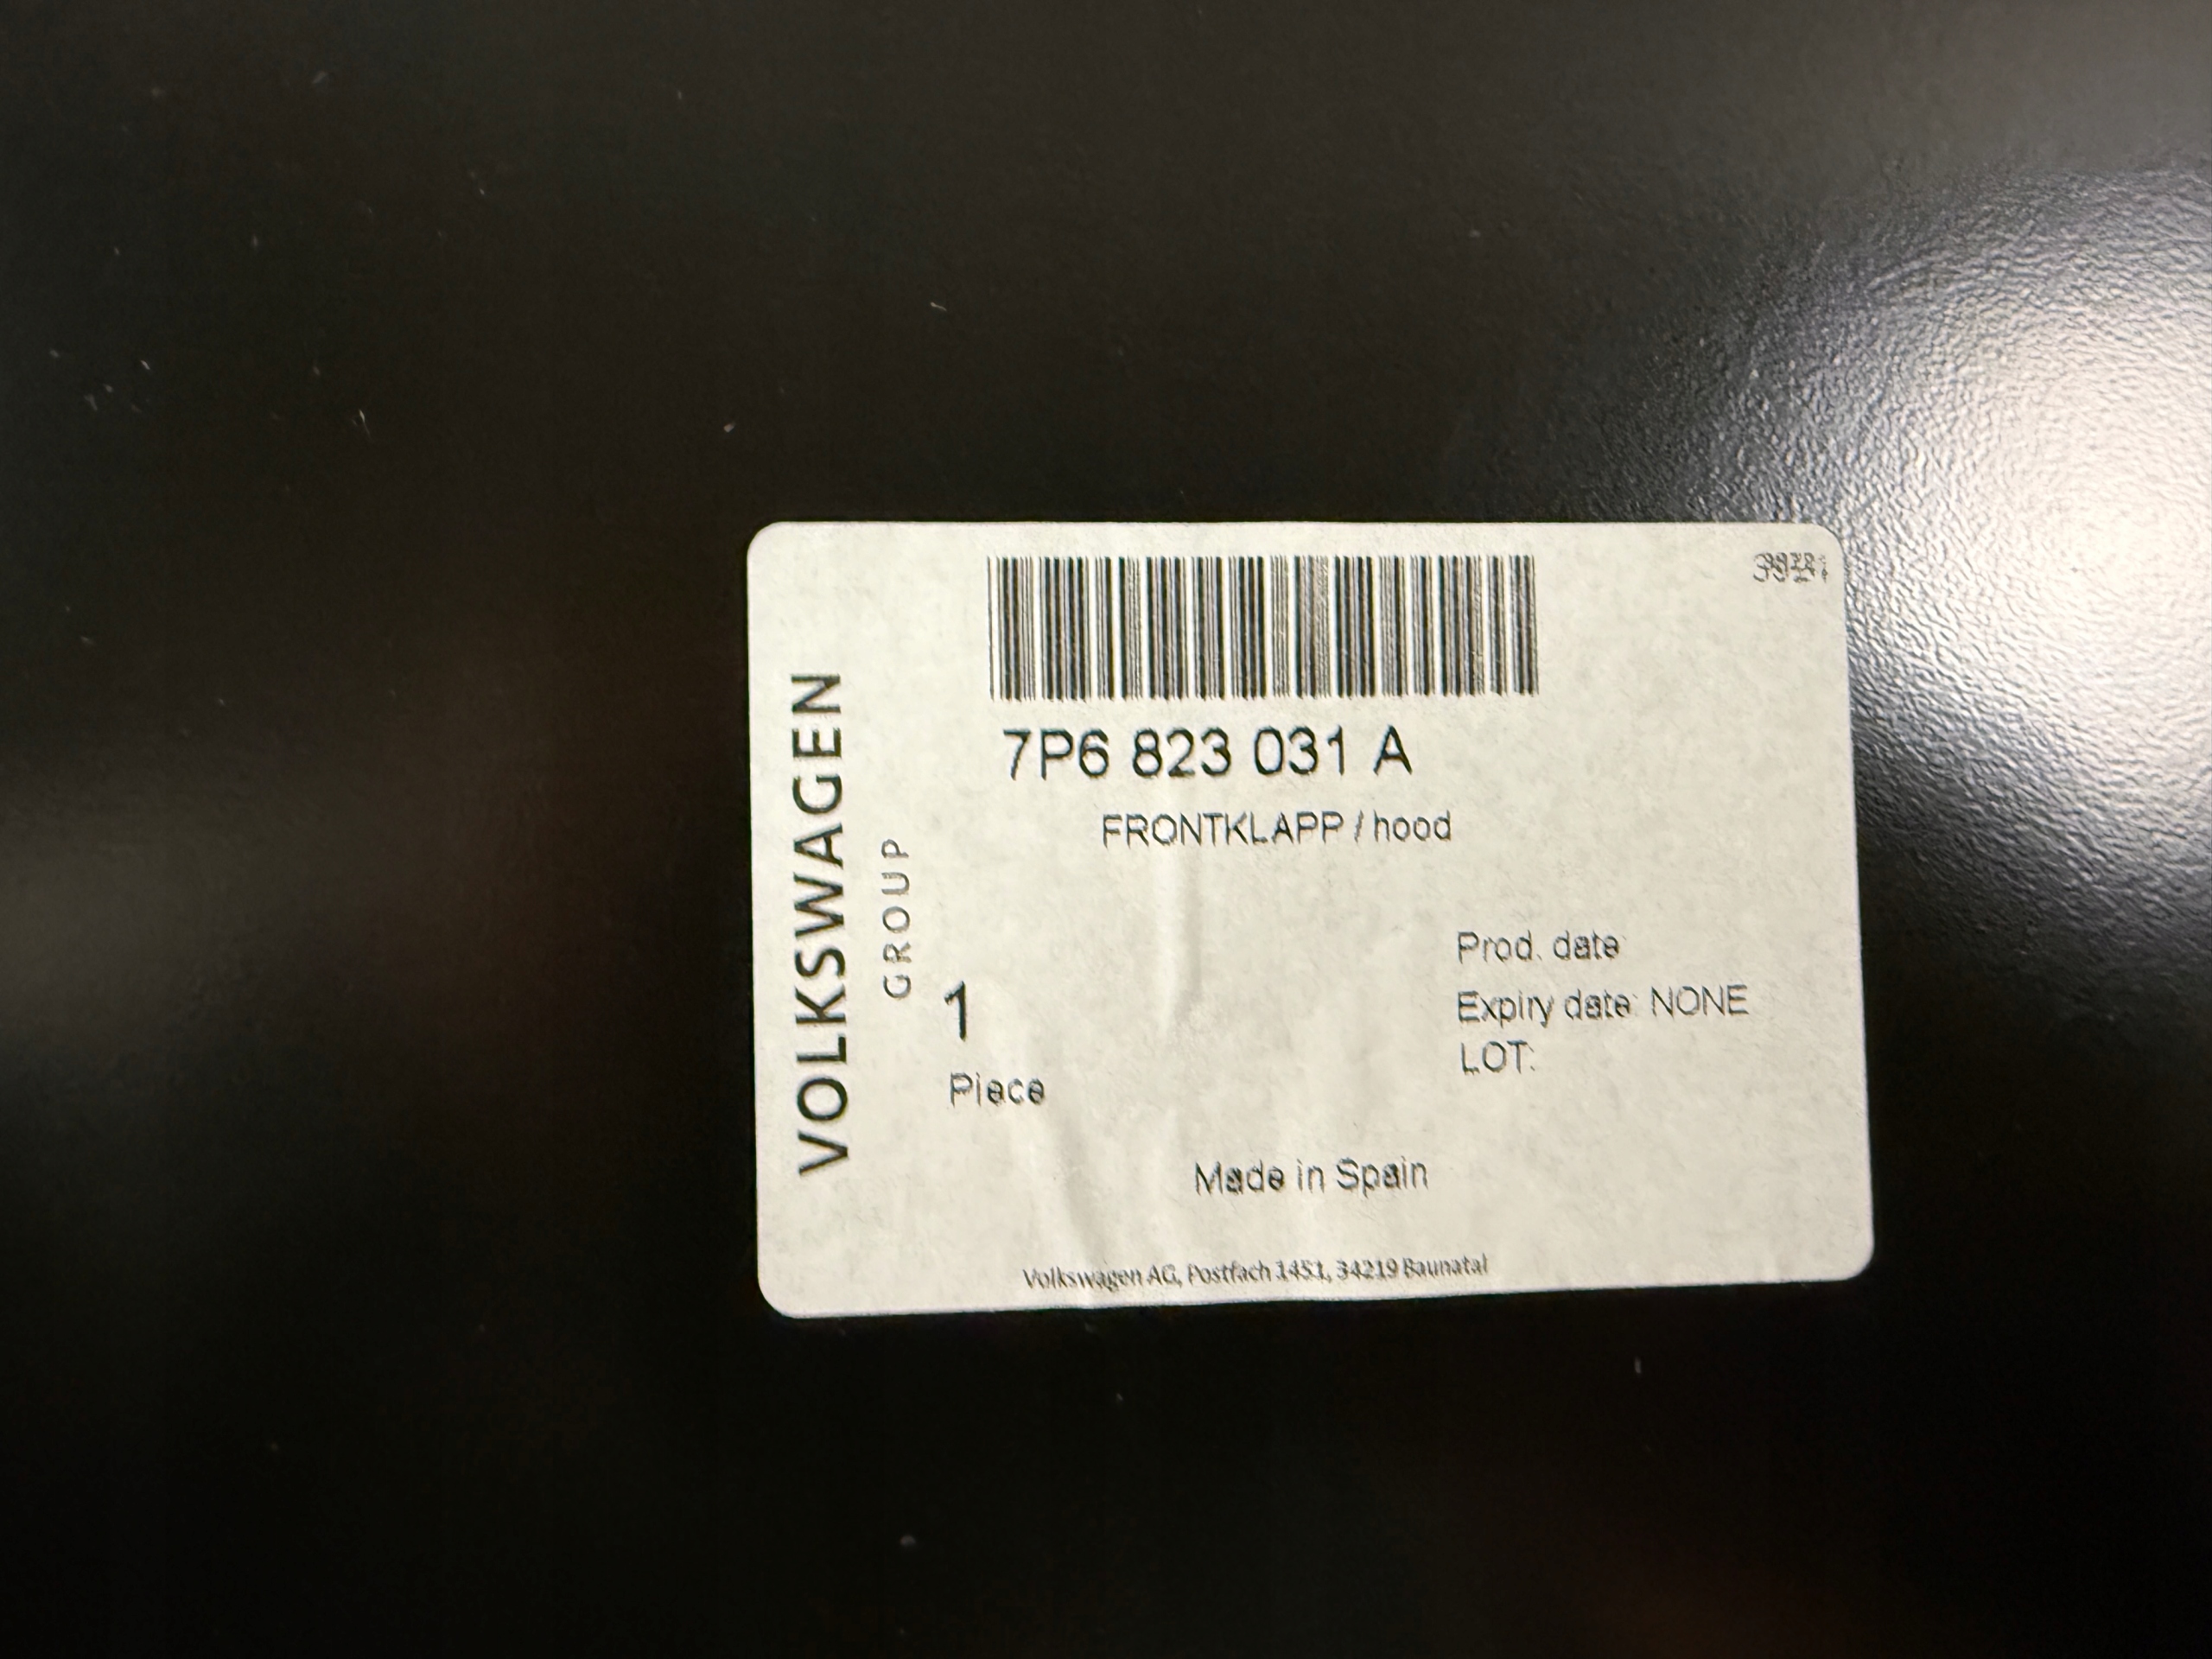 7P6 823 031 A
FRONTKLAPP / hood
VOLKSWAGEN
GROUP
1
Piece
Prod. date
Expiry date: NONE
LOT:
Made in Spain
Volkswagen AG, Postfach 1451, 34219 Baunatal